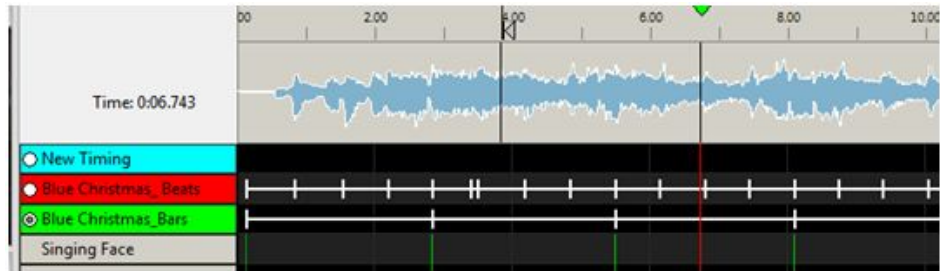 00 2.00 4.00 6.00 8.00 10.00
Time: 0:06.743
New Timing
Blue Christmas_ Beats
Blue Christmas_Bars
Singing Face